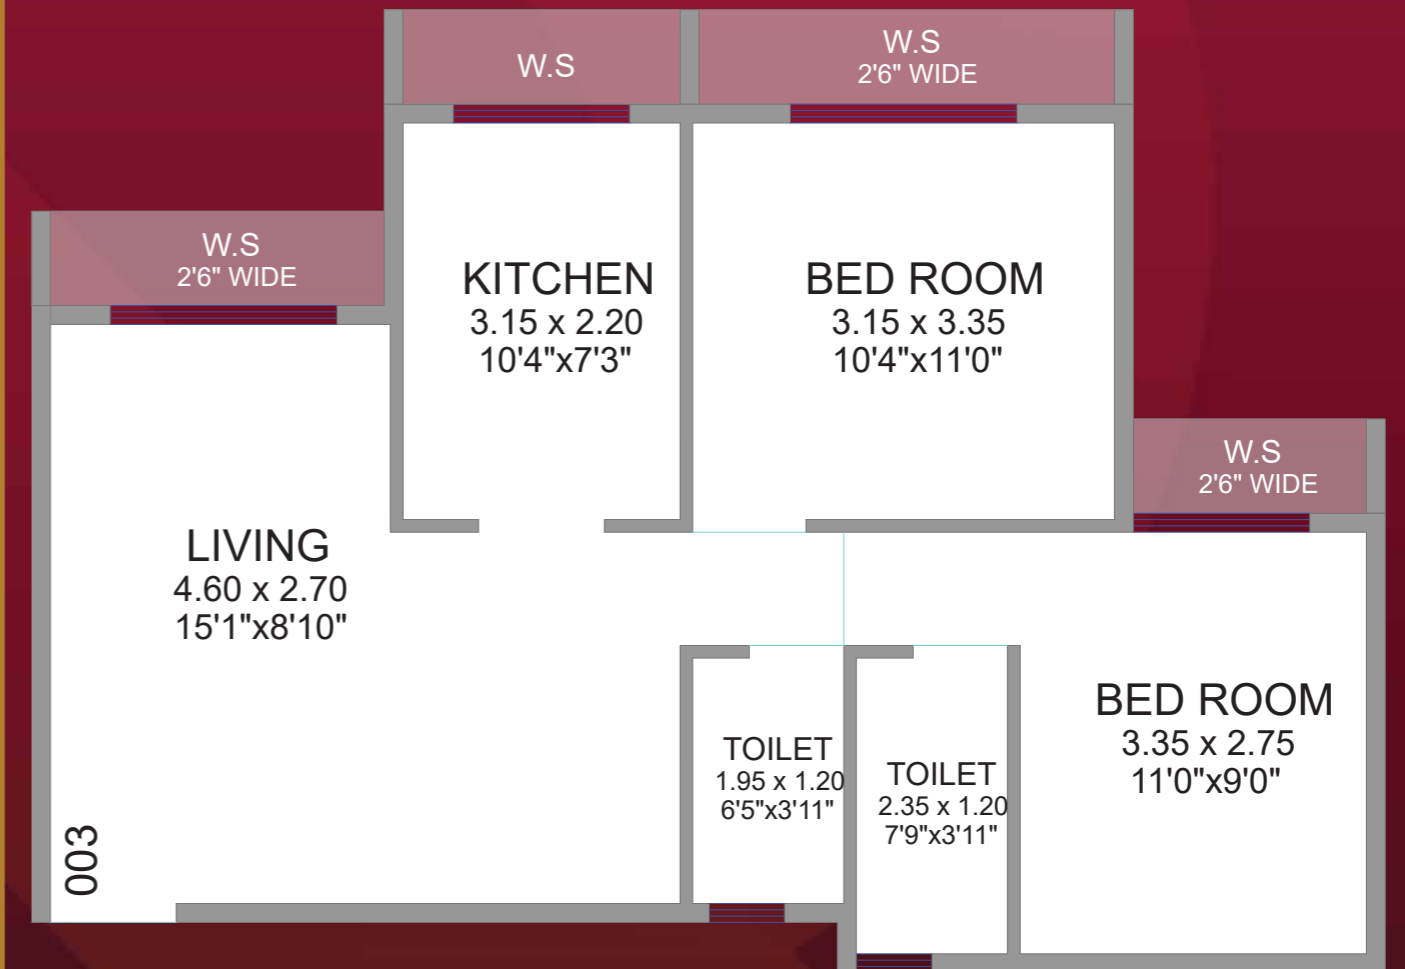 W.S
W.S
2'6" WIDE
W.S
2'6" WIDE
KITCHEN
3.15 x 2.20
10'4"x7'3"
BED ROOM
3.15 x 3.35
10'4"x11'0"
W.S
2'6" WIDE
LIVING
4.60 x 2.70
15'1"x8'10"
BED ROOM
3.35 x 2.75
11'0"x9'0"
TOILET
1.95 x 1.20
6'5"x3'11"
TOILET
2.35 x 1.20
7'9"x3'11"
003